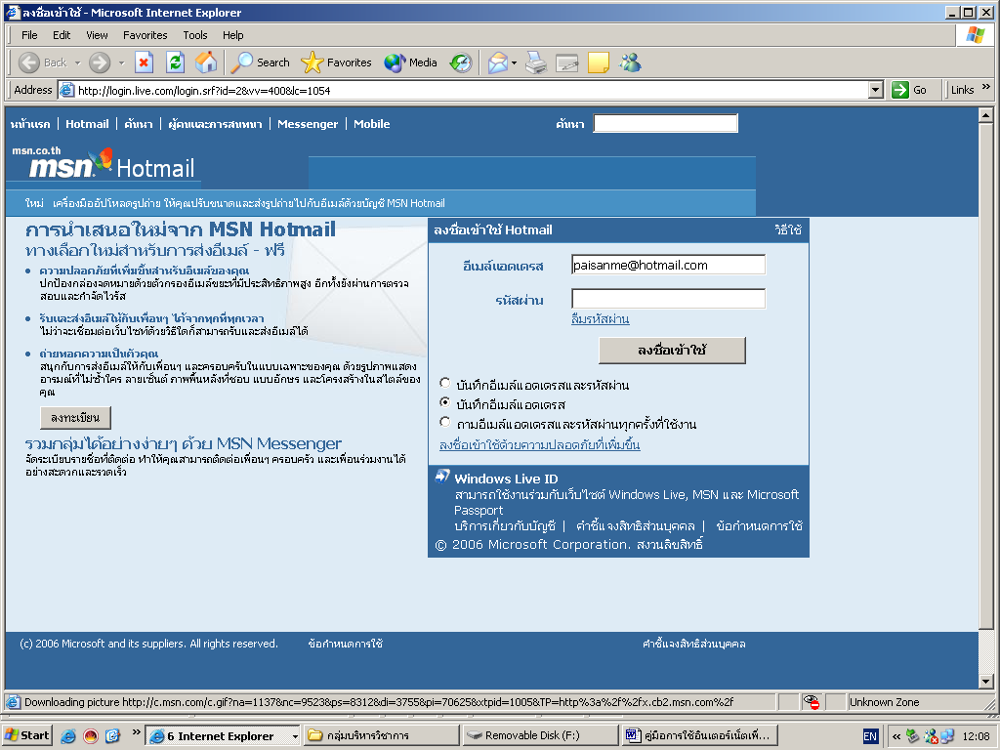 ลงชื่อเข้าใช้ - Microsoft Internet Explorer
File Edit View Favorites Tools Help
Back Search Favorites Media
Address http://login.live.com/login.srf?id=2&vv=400&lc=1054 Go Links »
หน้าแรก | Hotmail | ค้นหา | ผู้คนและการสนทนา | Messenger | Mobile ค้นหา
msn.co.th
msn Hotmail
ใหม่ เครื่องมืออัปโหลดรูปถ่าย ให้คุณปรับขนาดและส่งรูปถ่ายไปกับอีเมล์ด้วยบัญชี MSN Hotmail
การนำเสนอใหม่จาก MSN Hotmail
ทางเลือกใหม่สำหรับการส่งอีเมล์ - ฟรี
• ความปลอดภัยที่เพิ่มขึ้นสำหรับอีเมล์ของคุณ
ปกป้องกล่องจดหมายด้วยตัวกรองอีเมล์ขยะที่มีประสิทธิภาพสูง อีกทั้งยังผ่านการตรวจ
สอบและกำจัดไวรัส
• รับและส่งอีเมล์ให้กับเพื่อนๆ ได้จากทุกที่ทุกเวลา
ไม่ว่าจะเชื่อมต่อเว็บไซท์ด้วยวิธีใดก็สามารถรับและส่งอีเมล์ได้
• ถ่ายทอดความเป็นตัวคุณ
สนุกกับการส่งอีเมล์ให้กับเพื่อนๆ และครอบครัวในแบบเฉพาะของคุณ ด้วยรูปภาพแสดง
อารมณ์ที่ไม่ซ้ำใคร ลายเซ็นต์ ภาพพื้นหลังที่ชอบ แบบอักษร และโครงสร้างในสไตล์ของ
คุณ
ลงทะเบียน
รวมกลุ่มได้อย่างง่ายๆ ด้วย MSN Messenger
จัดระเบียบรายชื่อที่ติดต่อ ทำให้คุณสามารถติดต่อเพื่อนๆ ครอบครัว และเพื่อนร่วมงานได้
อย่างสะดวกและรวดเร็ว
ลงชื่อเข้าใช้ Hotmail วิธีใช้
อีเมล์แอดเดรส paisanme@hotmail.com
รหัสผ่าน
ลืมรหัสผ่าน
ลงชื่อเข้าใช้
บันทึกอีเมล์แอดเดรสและรหัสผ่าน
บันทึกอีเมล์แอดเดรส
ถามอีเมล์แอดเดรสและรหัสผ่านทุกครั้งที่ใช้งาน
ลงชื่อเข้าใช้ด้วยความปลอดภัยที่เพิ่มขึ้น
Windows Live ID
สามารถใช้งานร่วมกับเว็บไซต์ Windows Live, MSN และ Microsoft
Passport
บริการเกี่ยวกับบัญชี | คำชี้แจงสิทธิส่วนบุคคล | ข้อกำหนดการใช้
© 2006 Microsoft Corporation. สงวนลิขสิทธิ์
(c) 2006 Microsoft and its suppliers. All rights reserved. ข้อกำหนดการใช้ คำชี้แจงสิทธิส่วนบุคคล
Downloading picture http://c.msn.com/c.gif?na=1137&nc=9523&ps=8312&di=3755&pi=70625&xtpid=1005&TP=http%3a%2f%2fx.cb2.msn.com%2f Unknown Zone
Start » 6 Internet Explorer กลุ่มบริหารวิชาการ Removable Disk (F:) คู่มือการใช้อินเตอร์เน็ตเพื่... EN « 12:08